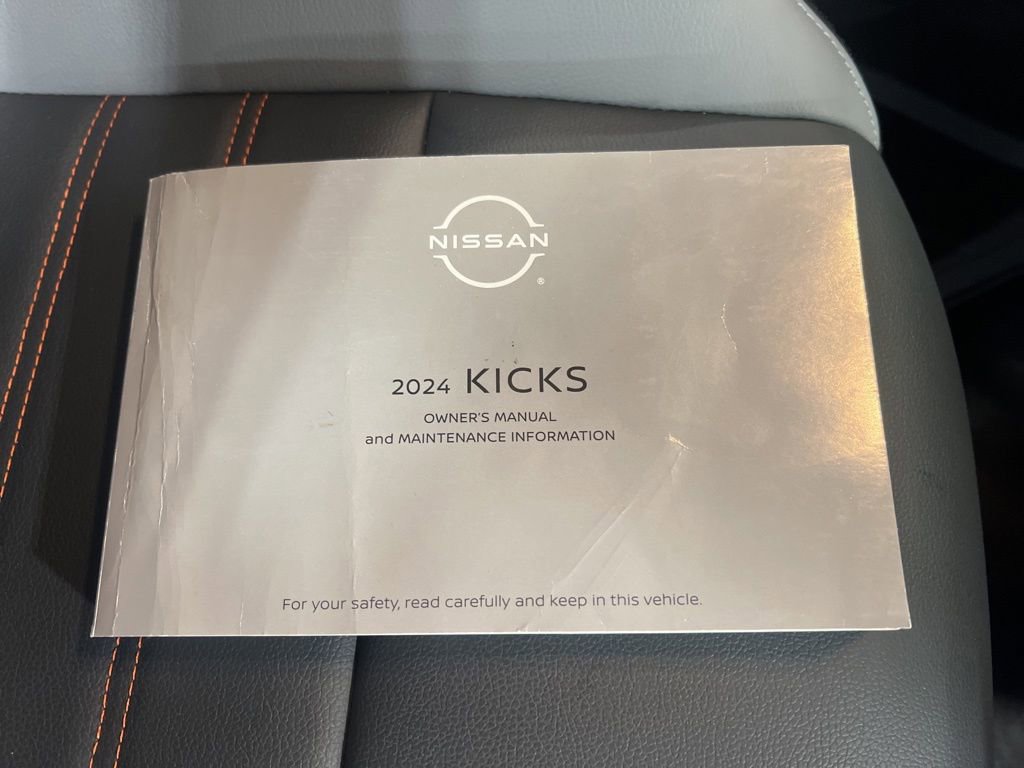 NISSAN
®
2024 KICKS
OWNER'S MANUAL
and MAINTENANCE INFORMATION
For your safety, read carefully and keep in this vehicle.